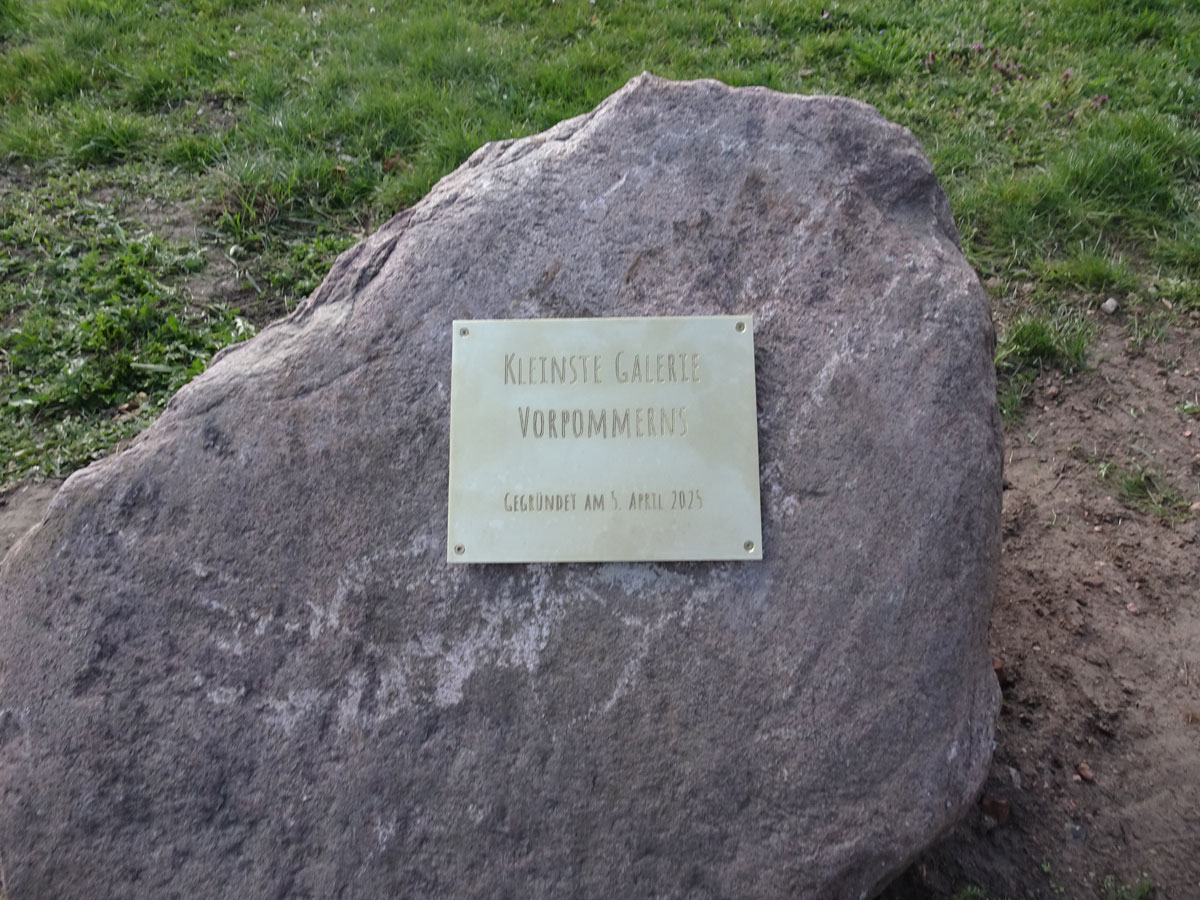 KLEINSTE GALERIE
VORPOMMERNS
GEGRÜNDET AM 5. APRIL 2025